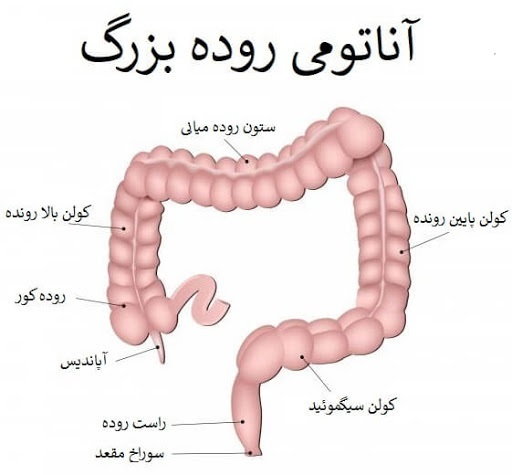 آناتومی روده بزرگ
ستون روده میانی
کولن بالا رونده
کولن پایین رونده
روده کور
آپاندیس
کولن سیگموئید
راست روده
سوراخ مقعد